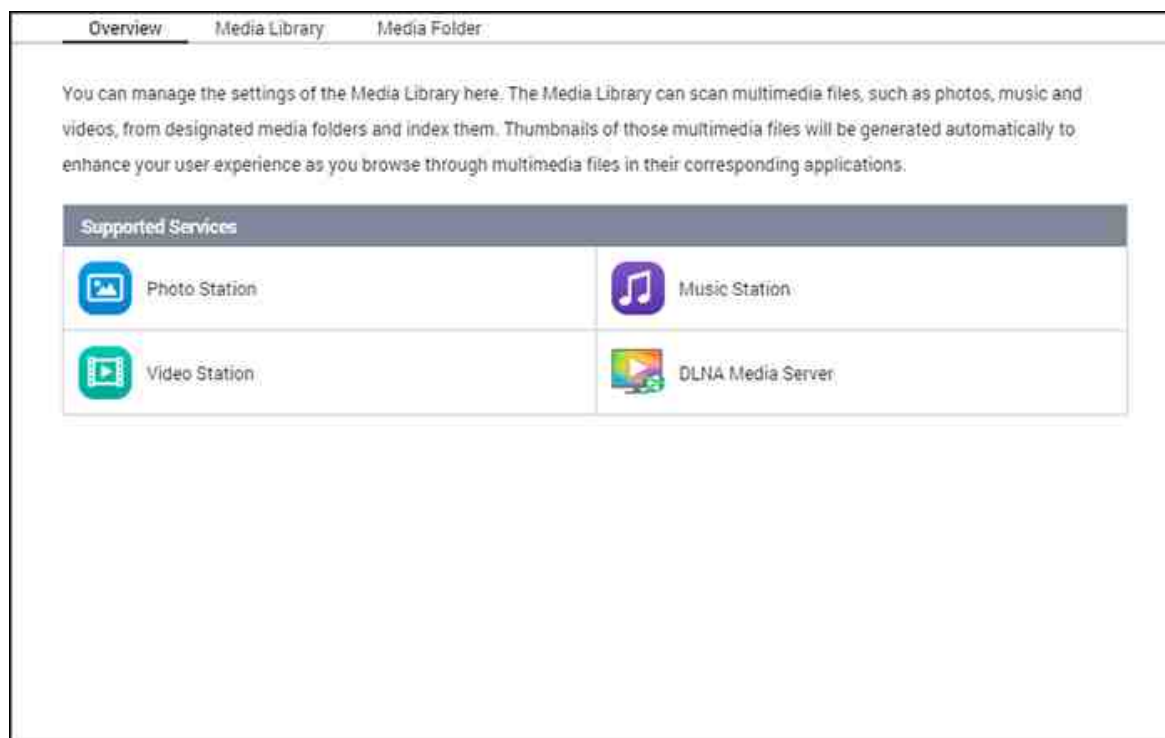 Overview Media Library Media Folder
You can manage the settings of the Media Library here. The Media Library can scan multimedia files, such as photos, music and
videos, from designated media folders and index them. Thumbnails of those multimedia files will be generated automatically to
enhance your user experience as you browse through multimedia files in their corresponding applications.
Supported Services
Photo Station Music Station
Video Station DLNA Media Server